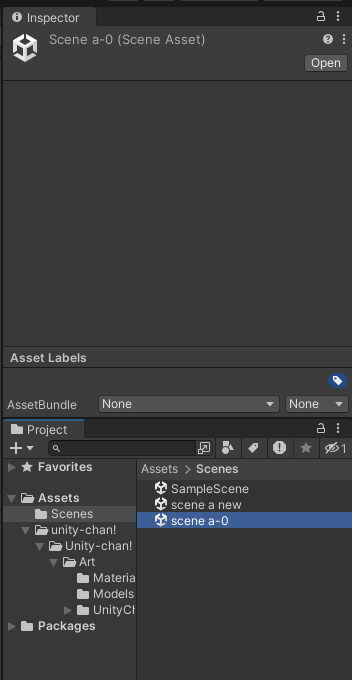 Inspector
Scene a-0 (Scene Asset)
Open
Asset Labels
AssetBundle None None
Project
1
Favorites
Assets
Scenes
unity-chan!
Unity-chan!
Art
Materia
Models
UnityCh
Packages
Assets > Scenes
SampleScene
scene a new
scene a-0